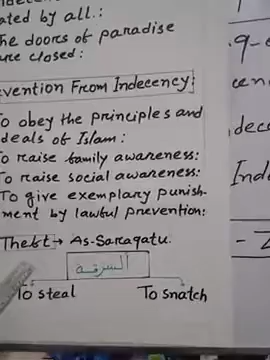 ated by all.:
The doors of paradise
are closed:
evention From Indecency:
To obey the principles and
deals of Islam:
To raise family awareness:
To raise social awareness:
To give exemplary punish-
ment by lawful prevention:
Theft → As-Saraqatu.
السرقة
To steal To snatch